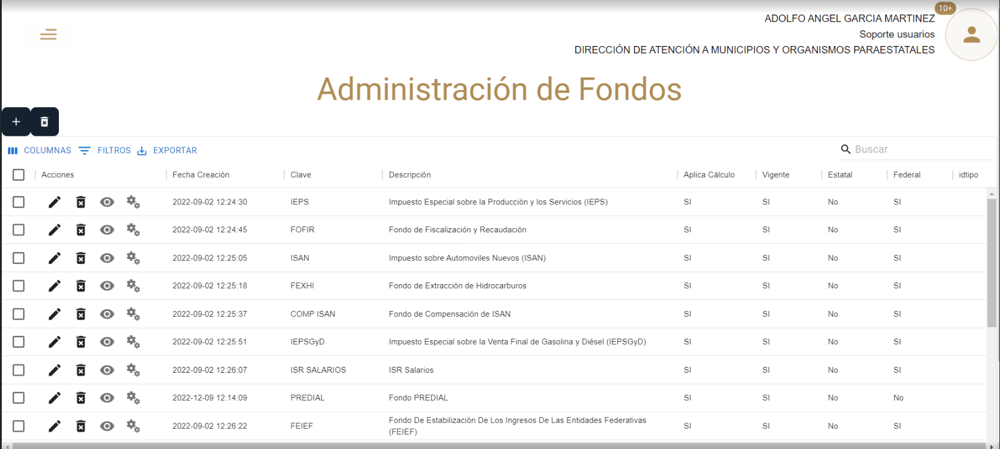 10+
ADOLFO ANGEL GARCIA MARTINEZ
Soporte usuarios
DIRECCIÓN DE ATENCIÓN A MUNICIPIOS Y ORGANISMOS PARAESTATALES
Administración de Fondos
COLUMNAS FILTROS EXPORTAR Buscar
Acciones Fecha Creación Clave Descripción Aplica Cálculo Vigente Estatal Federal idtipo
2022-09-02 12:24:30 IEPS Impuesto Especial sobre la Producción y los Servicios (IEPS) SI SI No SI
2022-09-02 12:24:45 FOFIR Fondo de Fiscalización y Recaudación SI SI No SI
2022-09-02 12:25:05 ISAN Impuesto sobre Automoviles Nuevos (ISAN) SI SI No SI
2022-09-02 12:25:18 FEXHI Fondo de Extracción de Hidrocarburos SI SI No SI
2022-09-02 12:25:37 COMP ISAN Fondo de Compensación de ISAN SI SI No SI
2022-09-02 12:25:51 IEPSGyD Impuesto Especial sobre la Venta Final de Gasolina y Diésel (IEPSGyD) SI SI No SI
2022-09-02 12:26:07 ISR SALARIOS ISR Salarios SI SI No SI
2022-12-09 12:14:09 PREDIAL Fondo PREDIAL SI SI No No
2022-09-02 12:26:22 FEIEF Fondo De Estabilización De Los Ingresos De Las Entidades Federativas SI SI No SI
(FEIEF)